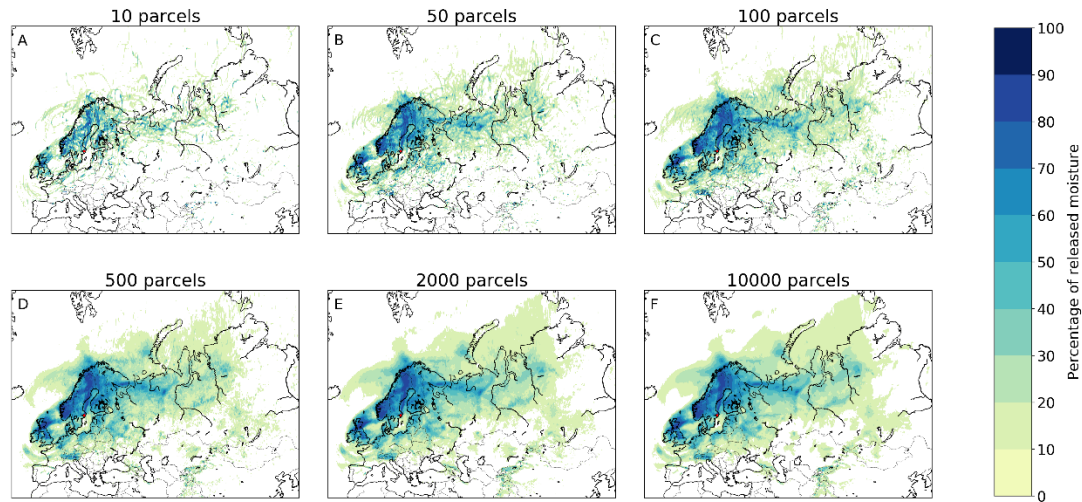 10 parcels
50 parcels
100 parcels
A
B
C
500 parcels
2000 parcels
10000 parcels
D
E
F
100
90
80
70
60
50
40
30
20
10
0
Percentage of released moisture